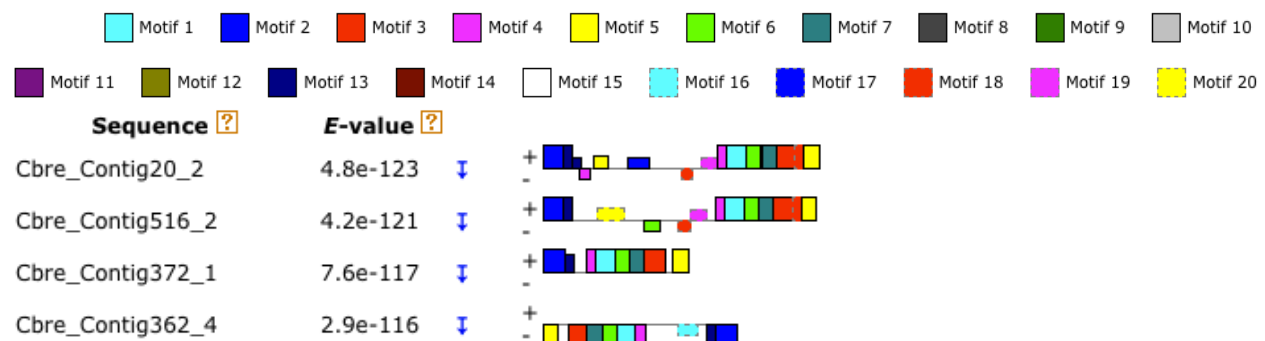 Motif 1 Motif 2 Motif 3 Motif 4 Motif 5 Motif 6 Motif 7 Motif 8 Motif 9 Motif 10
Motif 11 Motif 12 Motif 13 Motif 14 Motif 15 Motif 16 Motif 17 Motif 18 Motif 19 Motif 20
Sequence ? E-value ?
Cbre_Contig20_2 4.8e-123 ↧ + -
Cbre_Contig516_2 4.2e-121 ↧ + -
Cbre_Contig372_1 7.6e-117 ↧ + -
Cbre_Contig362_4 2.9e-116 ↧ + -